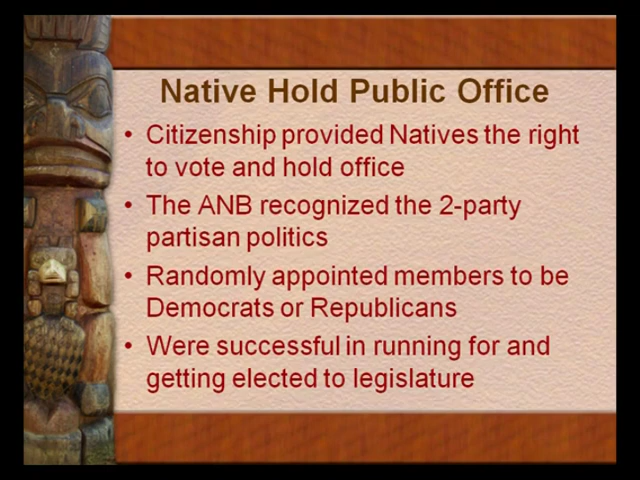 Native Hold Public Office
• Citizenship provided Natives the right
to vote and hold office
• The ANB recognized the 2-party
partisan politics
• Randomly appointed members to be
Democrats or Republicans
• Were successful in running for and
getting elected to legislature